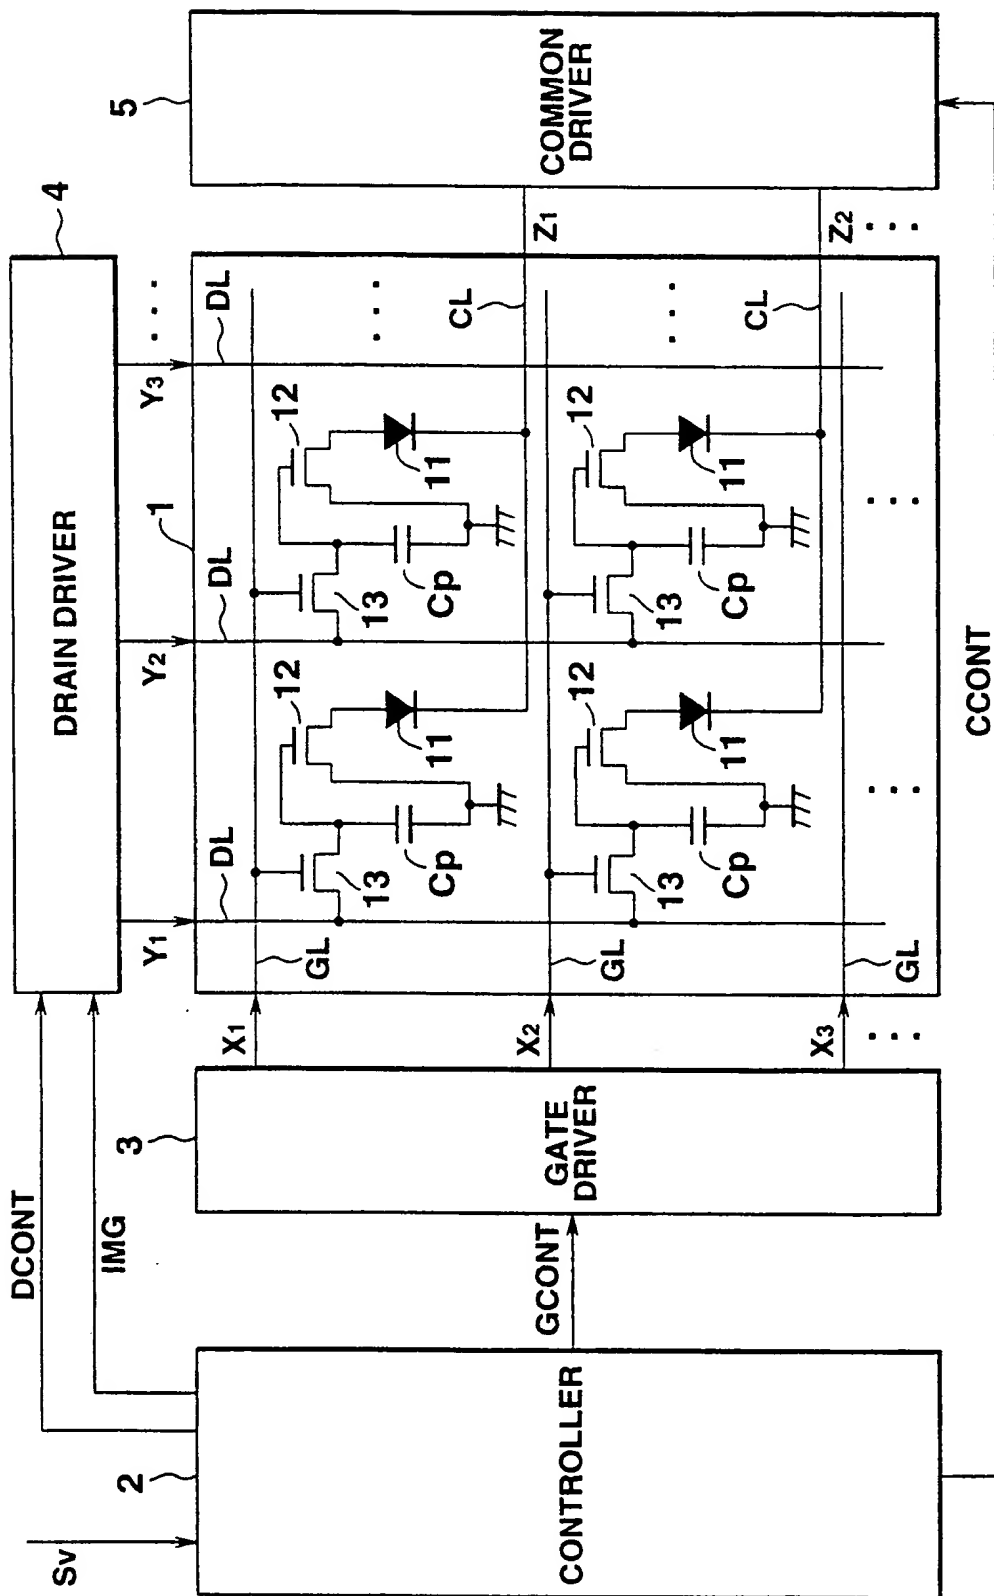 5
COMMON
DRIVER
4
DRAIN DRIVER
Y1
Y2
Y3
. . .
DL
DL
DL
1
Z1
Z2
. . .
CL
CL
12
11
13
Cp
12
11
13
Cp
12
11
13
Cp
12
11
13
Cp
. . .
. . .
. . .
. . .
GL
GL
GL
X1
X2
X3
. . .
3
GATE
DRIVER
GCONT
DCONT
IMG
CCONT
2
CONTROLLER
Sv